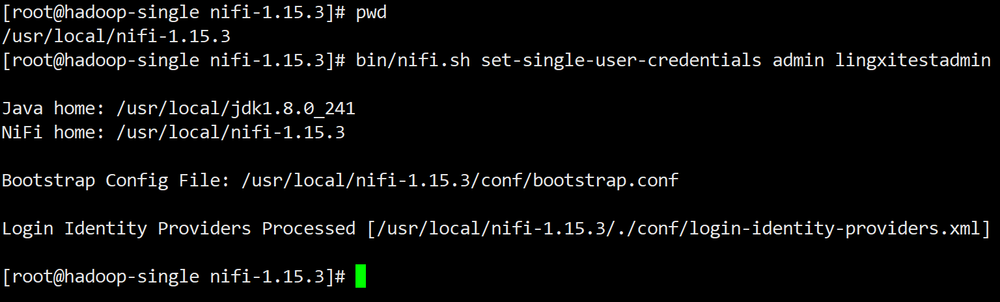 [root@hadoop-single nifi-1.15.3]# pwd
/usr/local/nifi-1.15.3
[root@hadoop-single nifi-1.15.3]# bin/nifi.sh set-single-user-credentials admin lingxitestadmin
Java home: /usr/local/jdk1.8.0_241
NiFi home: /usr/local/nifi-1.15.3
Bootstrap Config File: /usr/local/nifi-1.15.3/conf/bootstrap.conf
Login Identity Providers Processed [/usr/local/nifi-1.15.3/./conf/login-identity-providers.xml]
[root@hadoop-single nifi-1.15.3]#